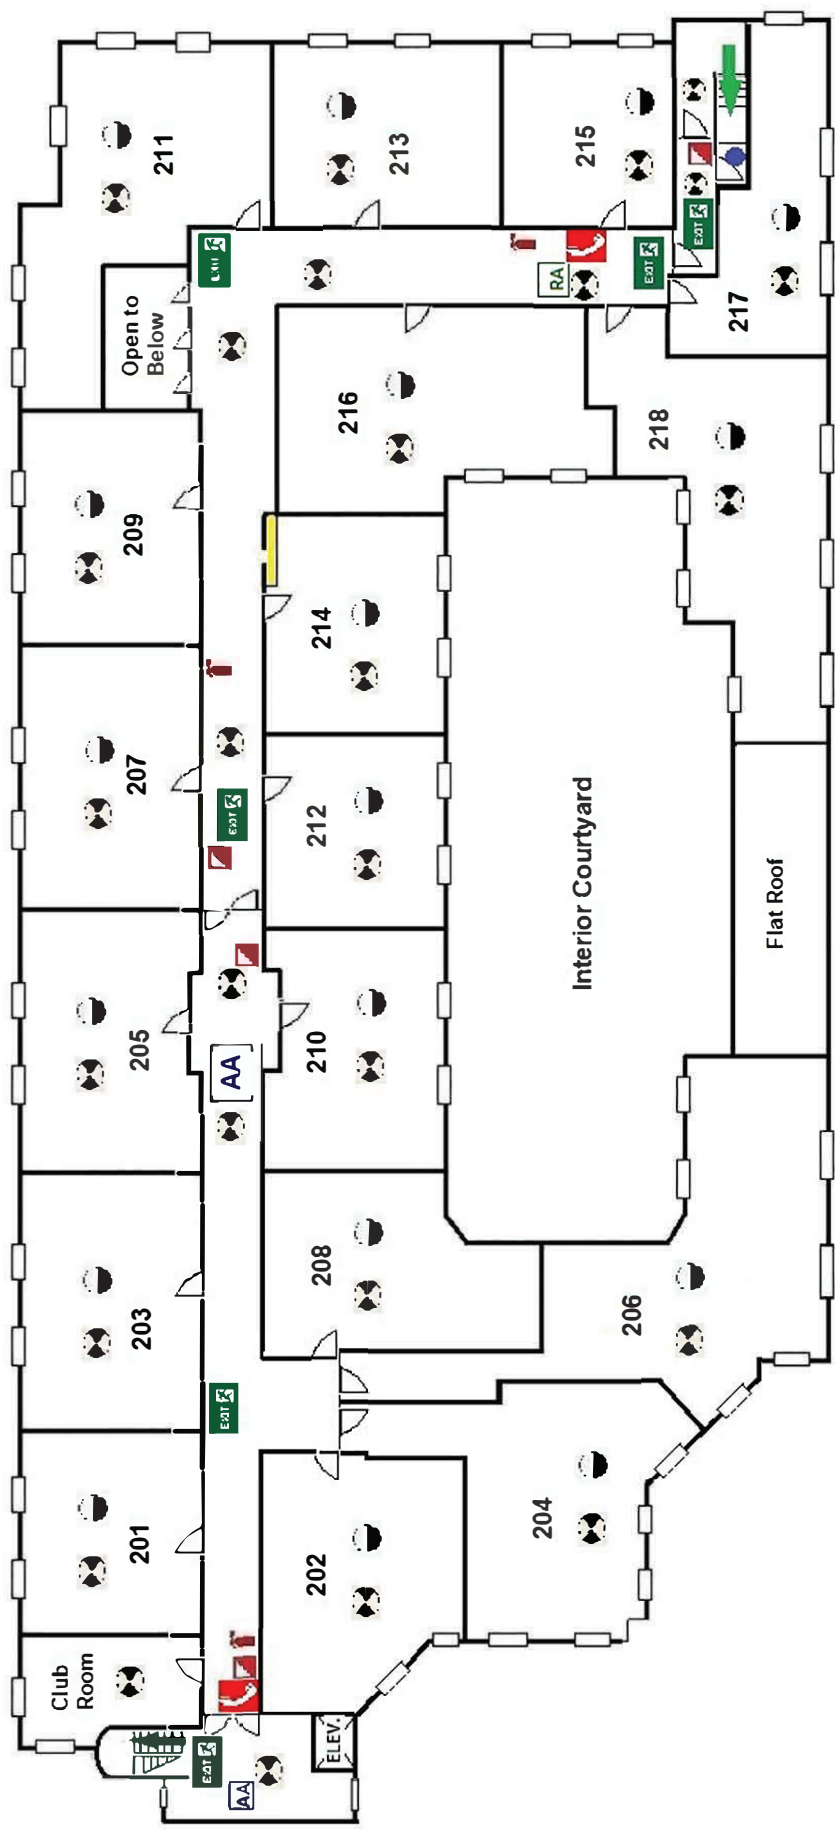 211
213
215
EXIT
EXIT
EXIT
RA
217
Open to
Below
216
218
209
214
207
212
EXIT
Interior Courtyard
Flat Roof
205
210
AA
203
208
206
EXIT
201
202
204
Club
Room
EXIT
AA
ELEV.